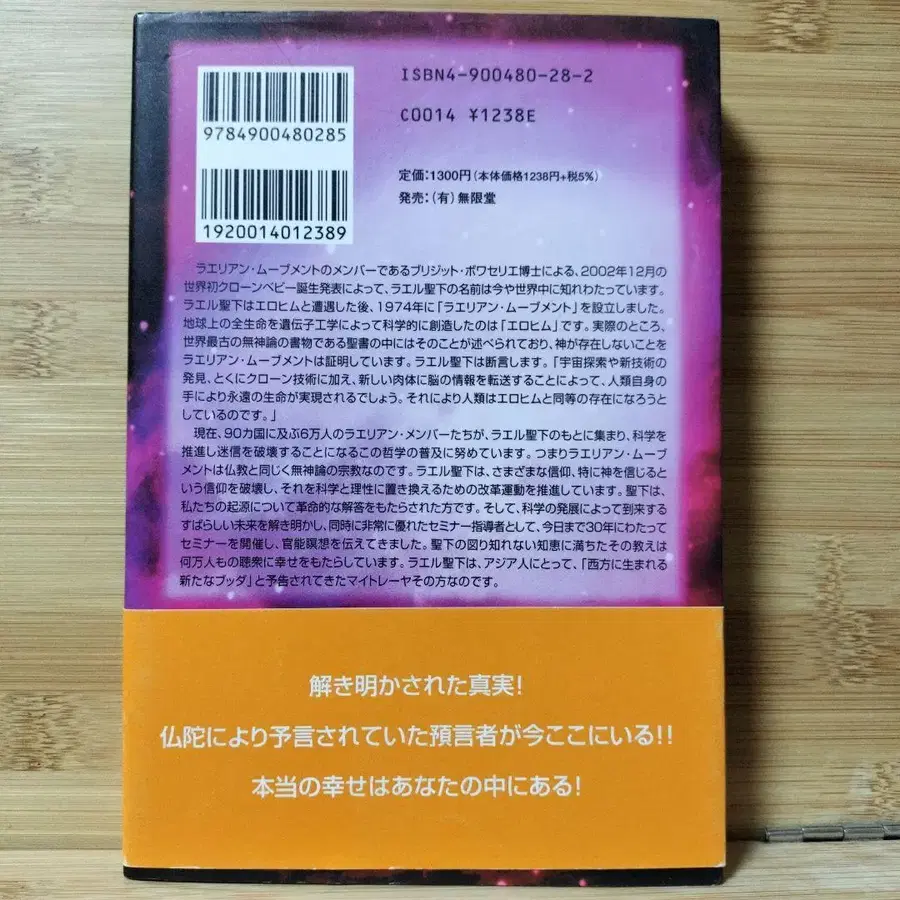 ISBN4-900480-28-2
9784900480285
C0014 ¥1238E
定価:1300円(本体価格1238円+税5%)
発売:(有)無限堂
1920014012389
ラエリアン・ムーブメントのメンバーであるブリジット・ボワセリエ博士による、2002年12月の
世界初クローンベビー誕生発表によって、ラエル聖下の名前は今や世界中に知れわたっています。
ラエル聖下はエロヒムと遭遇した後、1974年に「ラエリアン・ムーブメント」を設立しました。
地球上の全生命を遺伝子工学によって科学的に創造したのは「エロヒム」です。実際のところ、
世界最古の無神論の書物である聖書の中にはそのことが述べられており、神が存在しないことを
ラエリアン・ムーブメントは証明しています。ラエル聖下は断言します。「宇宙探索や新技術の
発見、とくにクローン技術に加え、新しい肉体に脳の情報を転送することによって、人類自身の
手により永遠の生命が実現されるでしょう。それにより人類はエロヒムと同等の存在になろうと
しているのです。」
現在、90カ国に及ぶ6万人のラエリアン・メンバーたちが、ラエル聖下のもとに集まり、科学を
推進し迷信を破壊することになるこの哲学の普及に努めています。つまりラエリアン・ムーブ
メントは仏教と同じく無神論の宗教なのです。ラエル聖下は、さまざまな信仰、特に神を信じると
いう信仰を破壊し、それを科学と理性に置き換えるための改革運動を推進しています。聖下は、
私たちの起源について革命的な解答をもたらされた方です。そして、科学の発展によって到来する
すばらしい未来を解き明かし、同時に非常に優れたセミナー指導者として、今日まで30年にわたって
セミナーを開催し、官能瞑想を伝えてきました。聖下の図り知れない知恵に満ちたその教えは
何万人もの聴衆に幸せをもたらしています。ラエル聖下は、アジア人にとって、「西方に生まれる
新たなブッダ」と予告されてきたマイトレーヤその方なのです。
解き明かされた真実!
仏陀により予言されていた預言者が今ここにいる!!
本当の幸せはあなたの中にある!